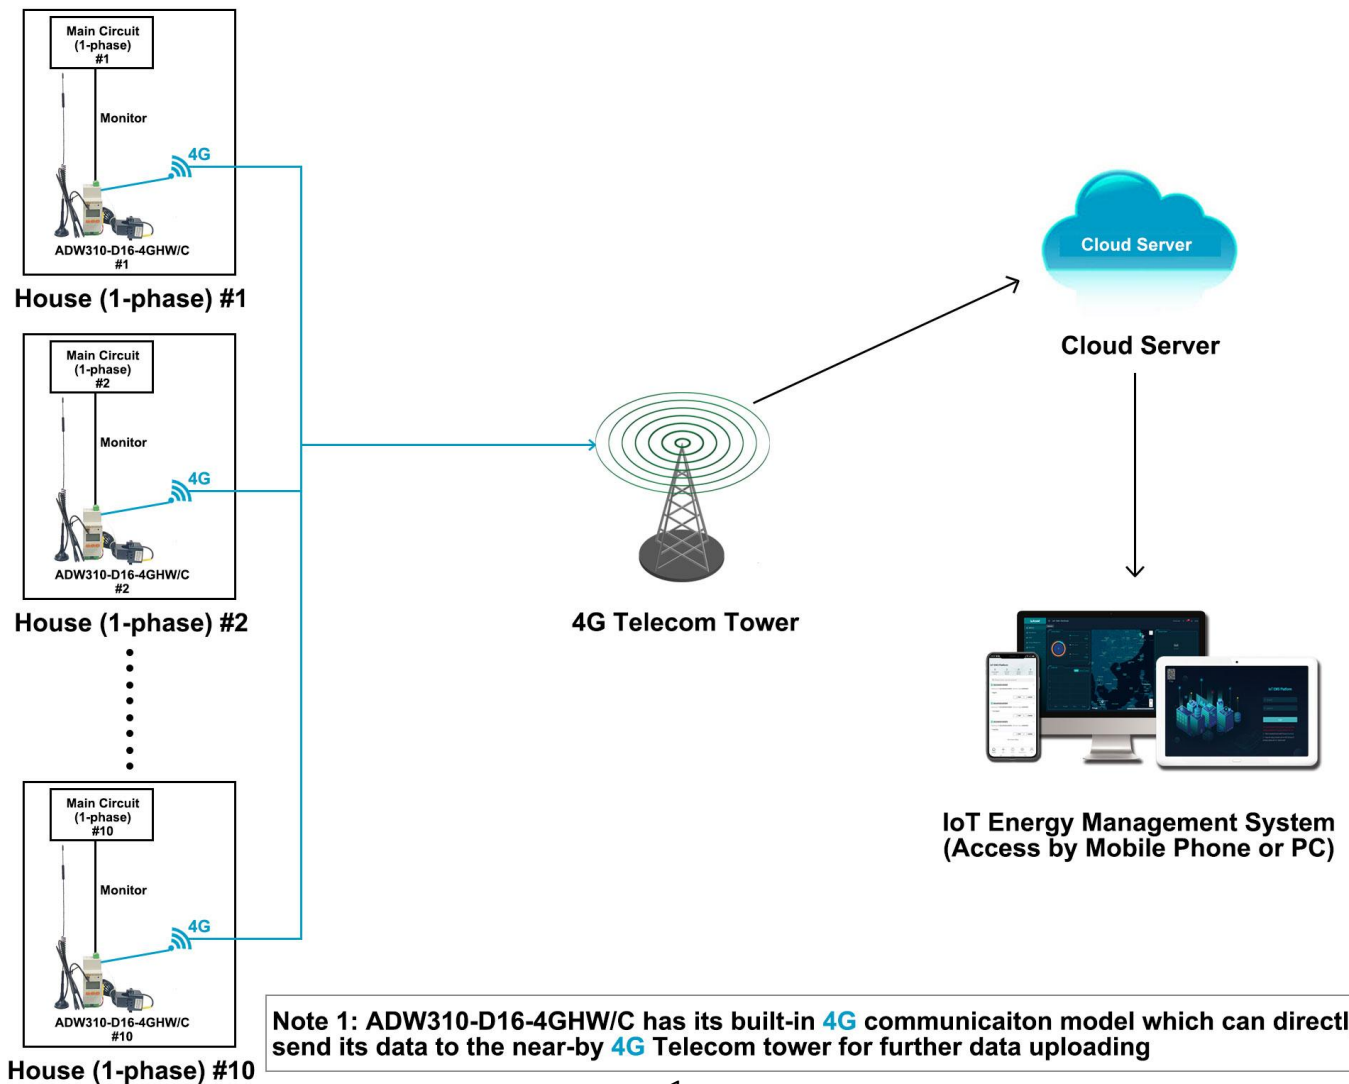 Main Circuit
(1-phase)
#1
Monitor
4G
ADW310-D16-4GHW/C
#1
House (1-phase) #1
Main Circuit
(1-phase)
#2
Monitor
4G
ADW310-D16-4GHW/C
#2
House (1-phase) #2
Main Circuit
(1-phase)
#10
Monitor
4G
ADW310-D16-4GHW/C
#10
House (1-phase) #10
4G Telecom Tower
Cloud Server
Cloud Server
IoT EMS Platform
IoT Energy Management System
(Access by Mobile Phone or PC)
Note 1: ADW310-D16-4GHW/C has its built-in 4G communicaiton model which can directl
send its data to the near-by 4G Telecom tower for further data uploading